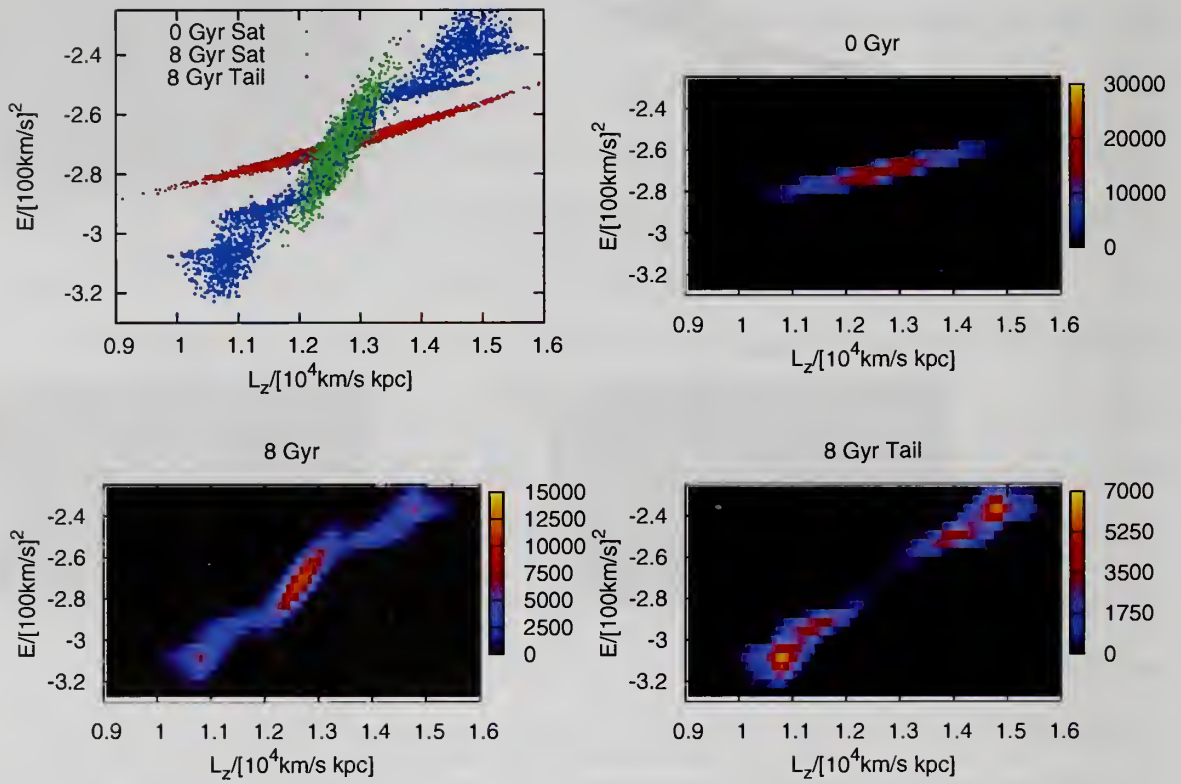 0 Gyr Sat
8 Gyr Sat
8 Gyr Tail
-2.4
-2.6
-2.8
-3
-3.2
E/[100km/s]²
0.9 1 1.1 1.2 1.3 1.4 1.5 1.6
L_z/[10⁴km/s kpc]
0 Gyr
-2.4
-2.6
-2.8
-3
-3.2
E/[100km/s]²
0.9 1 1.1 1.2 1.3 1.4 1.5 1.6
L_z/[10⁴km/s kpc]
30000
20000
10000
0
8 Gyr
-2.4
-2.6
-2.8
-3
-3.2
E/[100km/s]²
1 1.1 1.2 1.3 1.4 1.5 1.6
L_z/[10⁴km/s kpc]
15000
12500
10000
7500
5000
2500
0
8 Gyr Tail
-2.4
-2.6
-2.8
-3
-3.2
E/[100km/s]²
0.9 1 1.1 1.2 1.3 1.4 1.5 1.6
L_z/[10⁴km/s kpc]
7000
5250
3500
1750
0